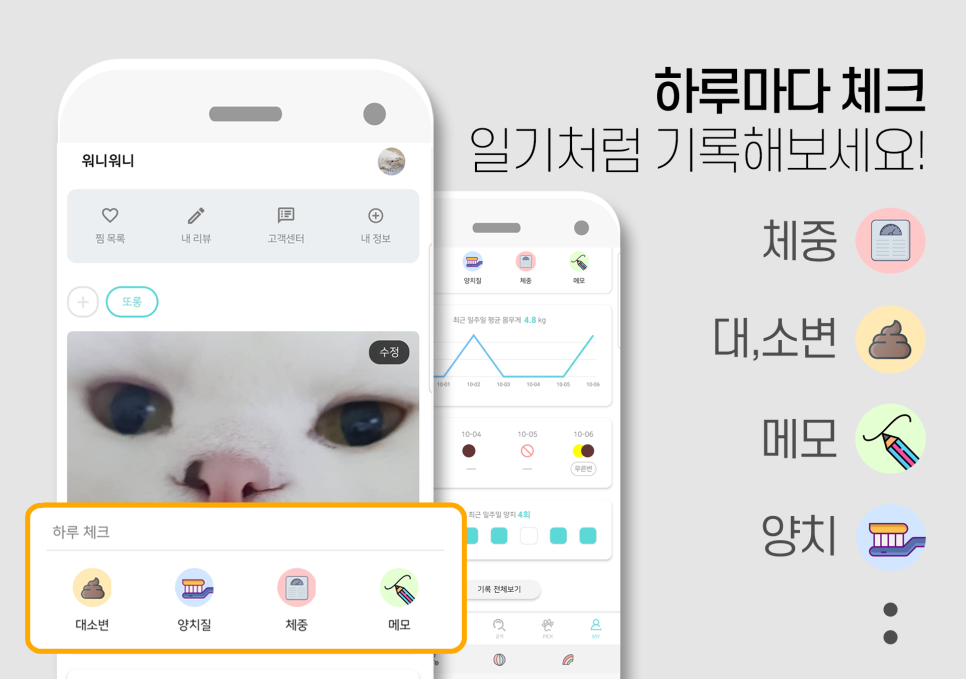 하루마다 체크
일기처럼 기록해보세요!
체중
대,소변
메모
양치
워니워니
찜 목록
내 리뷰
고객센터
내 정보
또롱
수정
하루 체크
대소변
양치질
체중
메모
양치질
체중
메모
최근 일주일 평균 몸무게 4.8 kg
10-01
10-02
10-03
10-04
10-05
10-06
10-04
10-05
10-06
무른변
최근 일주일 양치 4회
기록 전체보기
PICK
MY